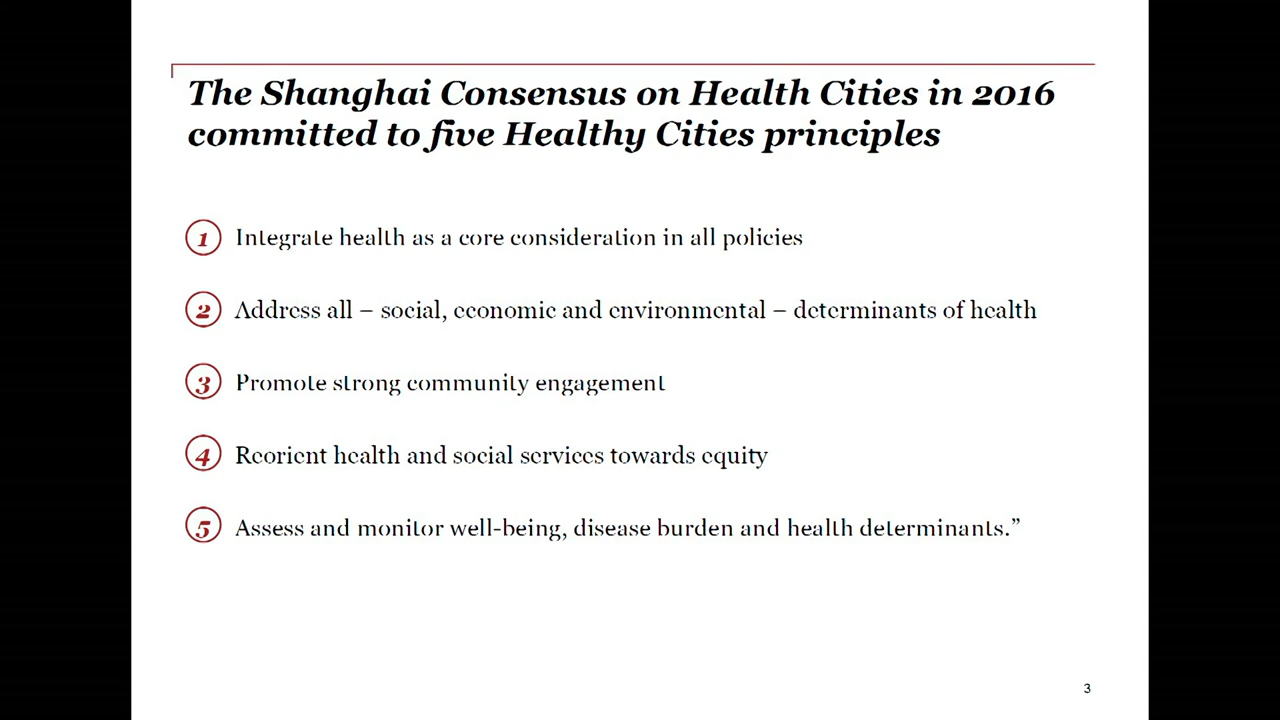 The Shanghai Consensus on Health Cities in 2016
committed to five Healthy Cities principles
1 Integrate health as a core consideration in all policies
2 Address all – social, economic and environmental – determinants of health
3 Promote strong community engagement
4 Reorient health and social services towards equity
5 Assess and monitor well-being, disease burden and health determinants.”
3